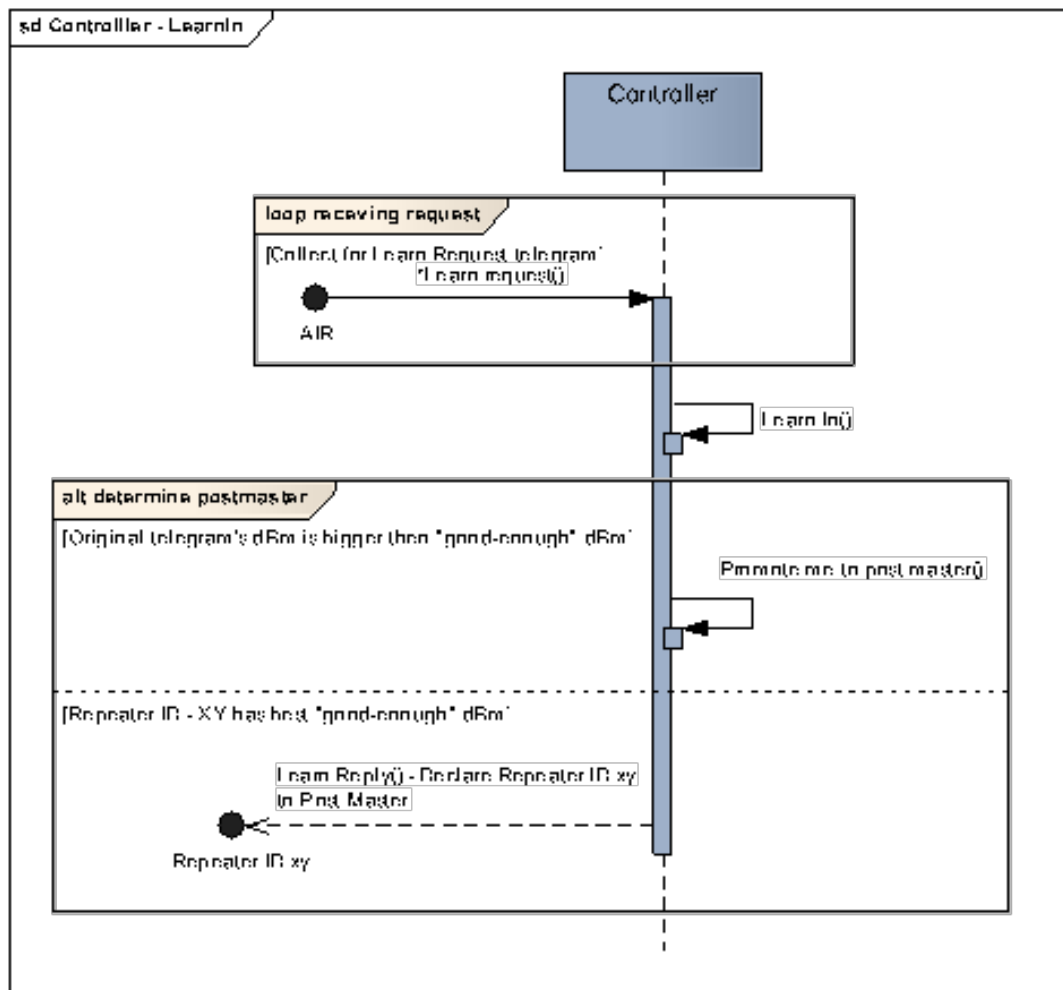 sd Controlller - LearnIn
Controller
loop receving request
[Collect for Learn Request telegram]
*Learn request()
AIR
Learn In()
alt determine postmaster
[Original telegram's dBm is bigger then "good-enough" dBm]
Promote me to post master()
[Repeater ID - XY has best "good-enough" dBm]
Learn Reply() - Declare Repeater ID xy
to Post Master
Repeater ID xy